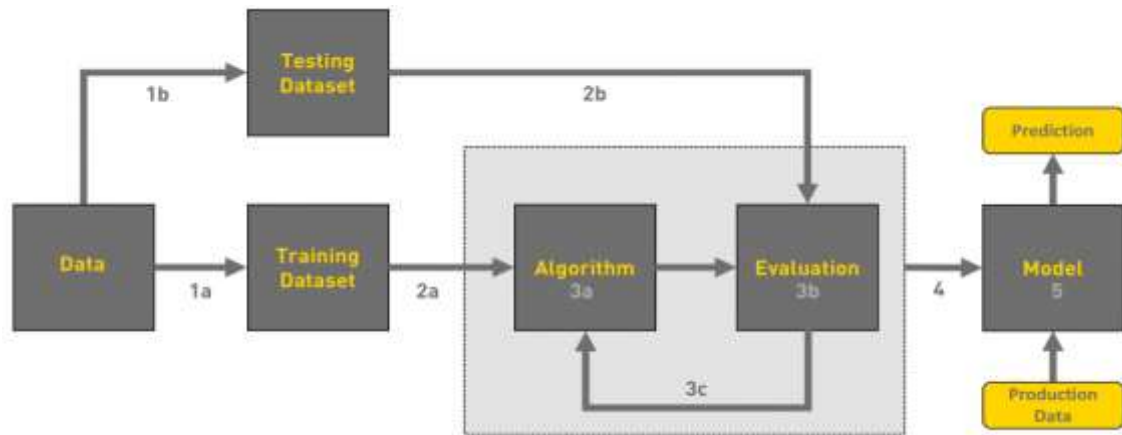 Testing
Dataset
1b
2b
Prediction
Data
Training
Dataset
Algorithm
3a
Evaluation
3b
Model
5
1a
2a
4
3c
Production
Data